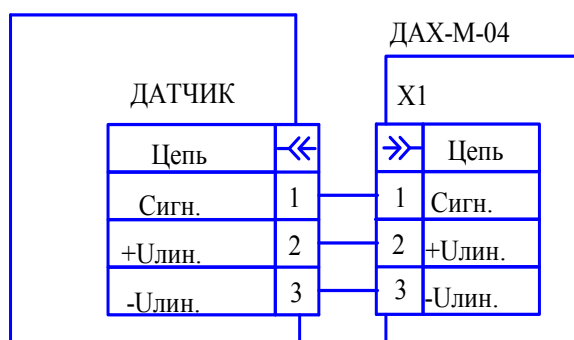 ДАХ-М-04
ДАТЧИК
X1
Цепь
Цепь
Сигн. 1
1 Сигн.
+Uлин. 2
2 +Uлин.
-Uлин. 3
3 -Uлин.